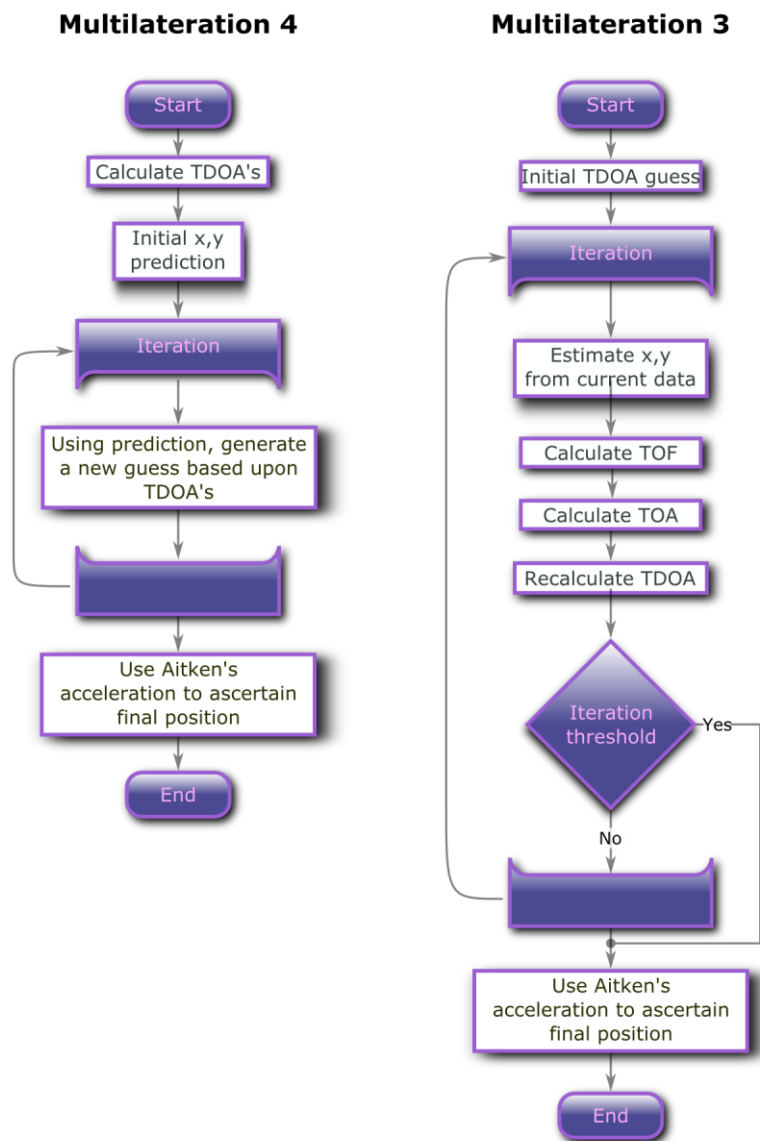 Multilateration 4
Start
Calculate TDOA's
Initial x,y
prediction
Iteration
Using prediction, generate
a new guess based upon
TDOA's
Use Aitken's
acceleration to ascertain
final position
End
Multilateration 3
Start
Initial TDOA guess
Iteration
Estimate x,y
from current data
Calculate TOF
Calculate TOA
Recalculate TDOA
Iteration
threshold
Yes
No
Use Aitken's
acceleration to ascertain
final position
End